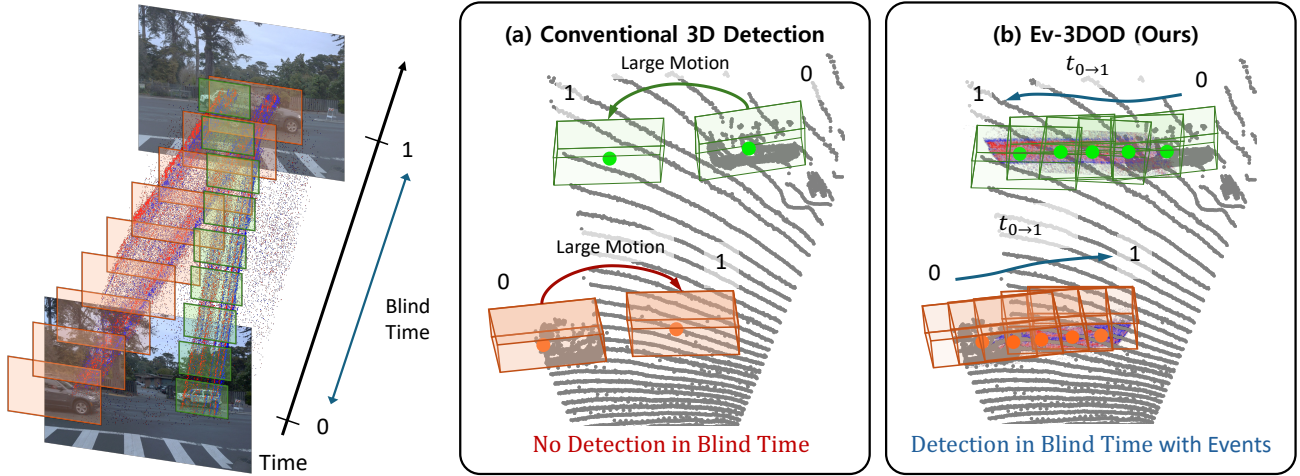 1
Blind
Time
0
Time
(a) Conventional 3D Detection
Large Motion
0
1
Large Motion
0
1
No Detection in Blind Time
(b) Ev-3DOD (Ours)
t0→1
0
1
t0→1
0
1
Detection in Blind Time with Events